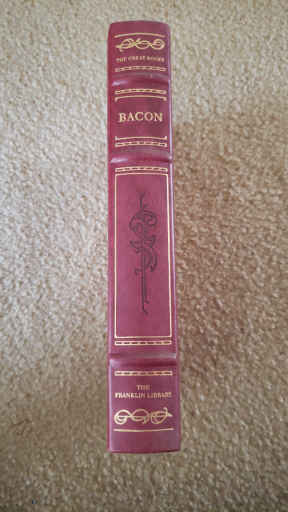 THE GREAT BOOKS
BACON
THE
FRANKLIN LIBRARY